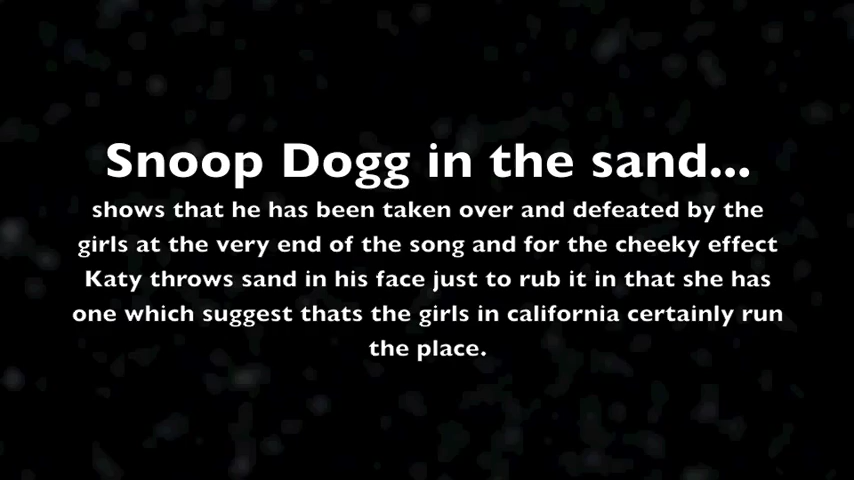 Snoop Dogg in the sand...
shows that he has been taken over and defeated by the
girls at the very end of the song and for the cheeky effect
Katy throws sand in his face just to rub it in that she has
one which suggest thats the girls in california certainly run
the place.